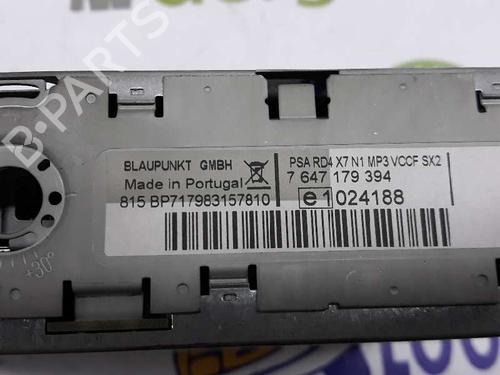 B-PARTS
BLAUPUNKT GMBH
Made in Portugal
815 BP717983157810
PSA RD4 X7 N1 MP3 VCCF SX2
7 647 179 394
e1 024188
+30°